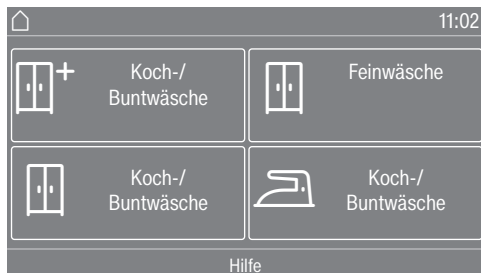 11:02
Koch-/
Buntwäsche
Feinwäsche
Koch-/
Buntwäsche
Koch-/
Buntwäsche
Hilfe